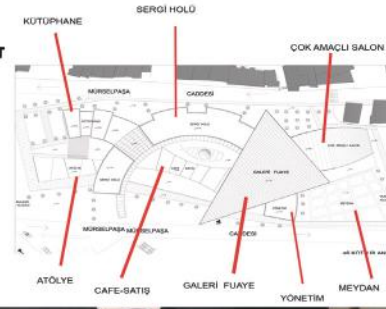 SERGİ HOLÜ
KÜTÜPHANE
T
ÇOK AMAÇLI SALON
MÜRSELPAŞA
CADDESİ
GALERİ FUAYE
MÜRSELPAŞA MÜRSELPAŞA
CADDESİ
ATÖLYE
CAFE-SATIŞ
GALERİ FUAYE
YÖNETİM
MEYDAN